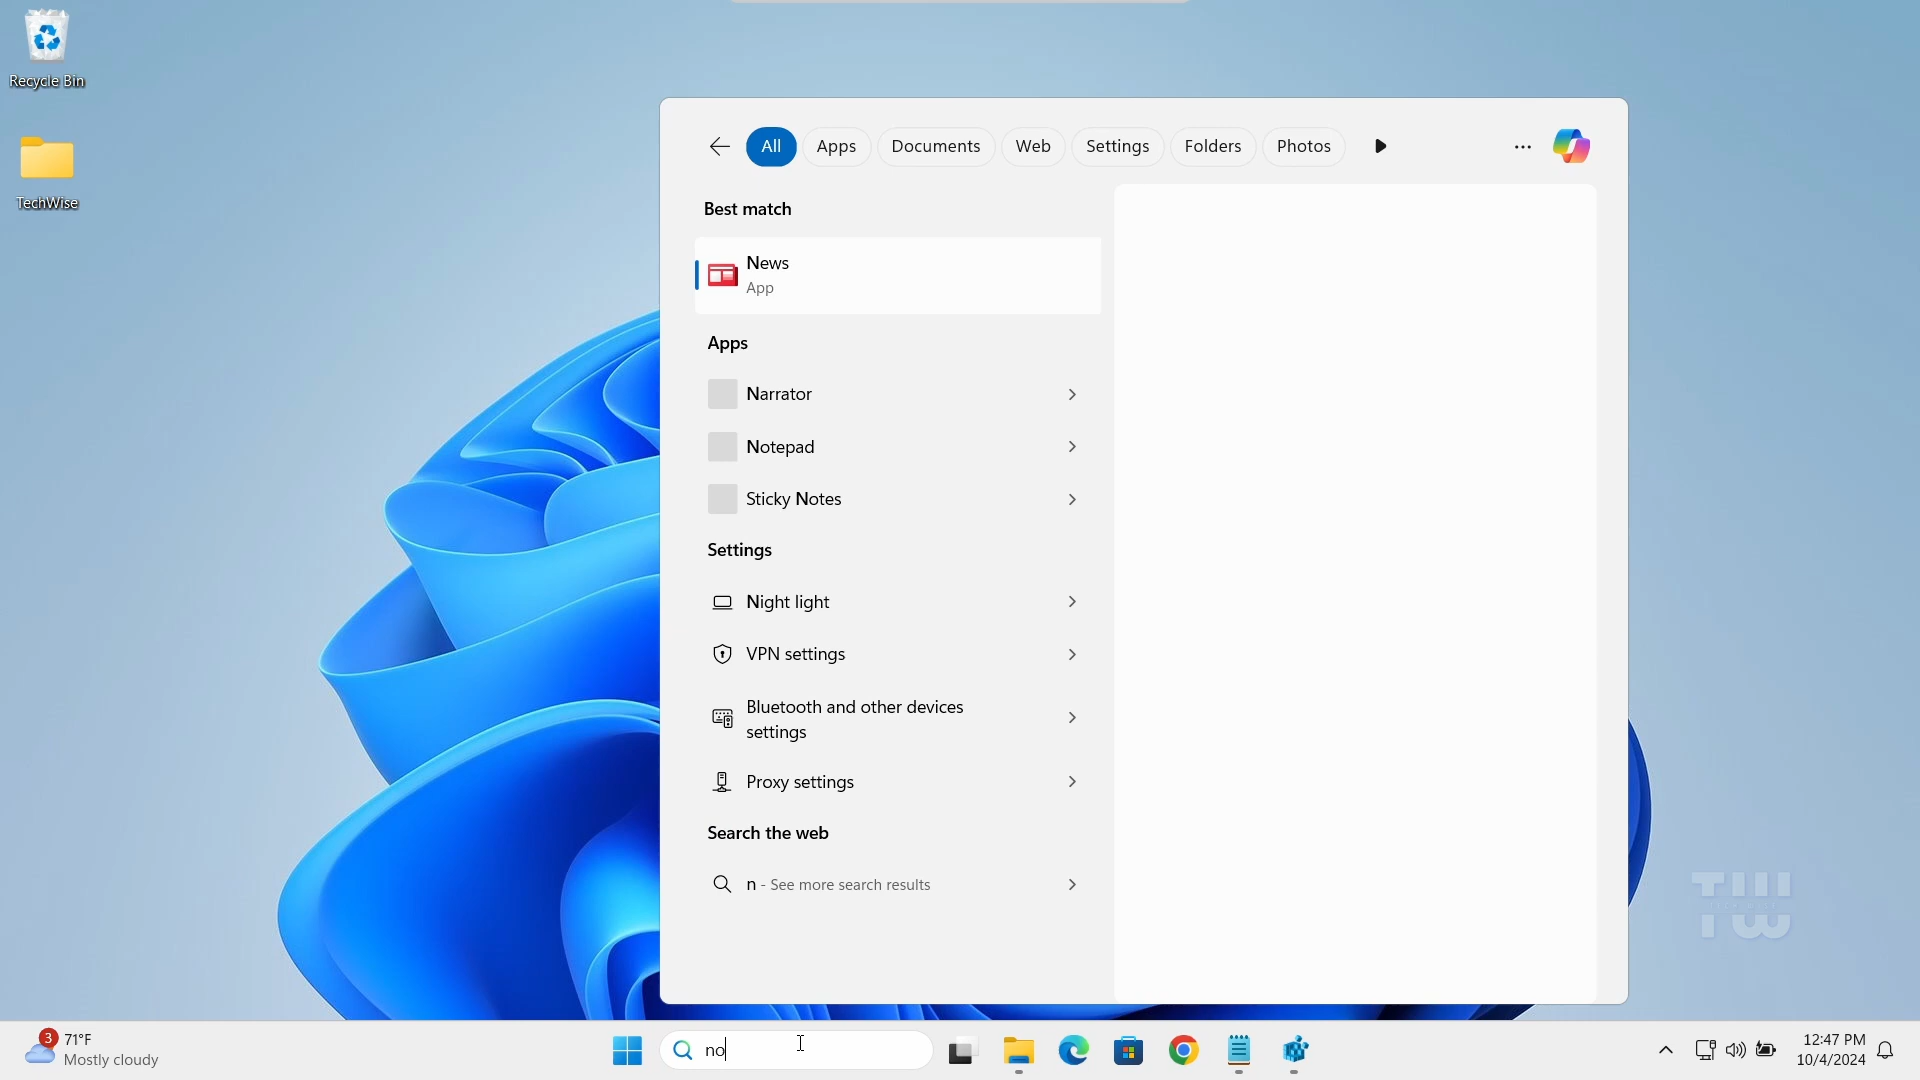 Recycle Bin
TechWise
All Apps Documents Web Settings Folders Photos
Best match
News
App
Apps
Narrator
Notepad
Sticky Notes
Settings
Night light
VPN settings
Bluetooth and other devices
settings
Proxy settings
Search the web
n - See more search results
TW
3
71°F
Mostly cloudy
no
12:47 PM
10/4/2024